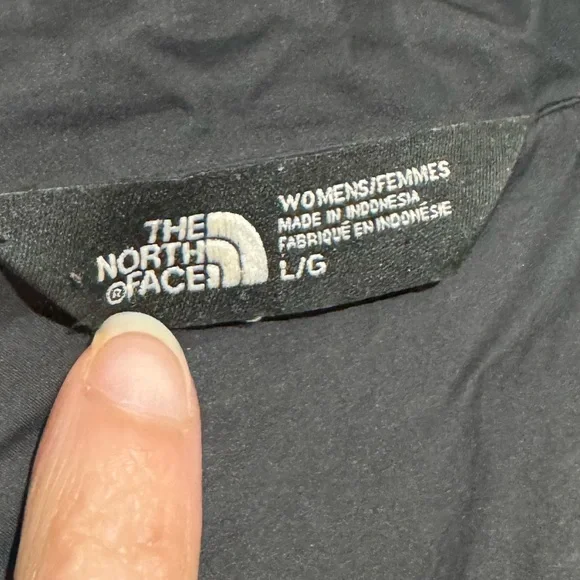 THE
NORTH
®FACE
WOMENS/FEMMES
MADE IN INDONESIA
FABRIQUÉ EN INDONÉSIE
L/G